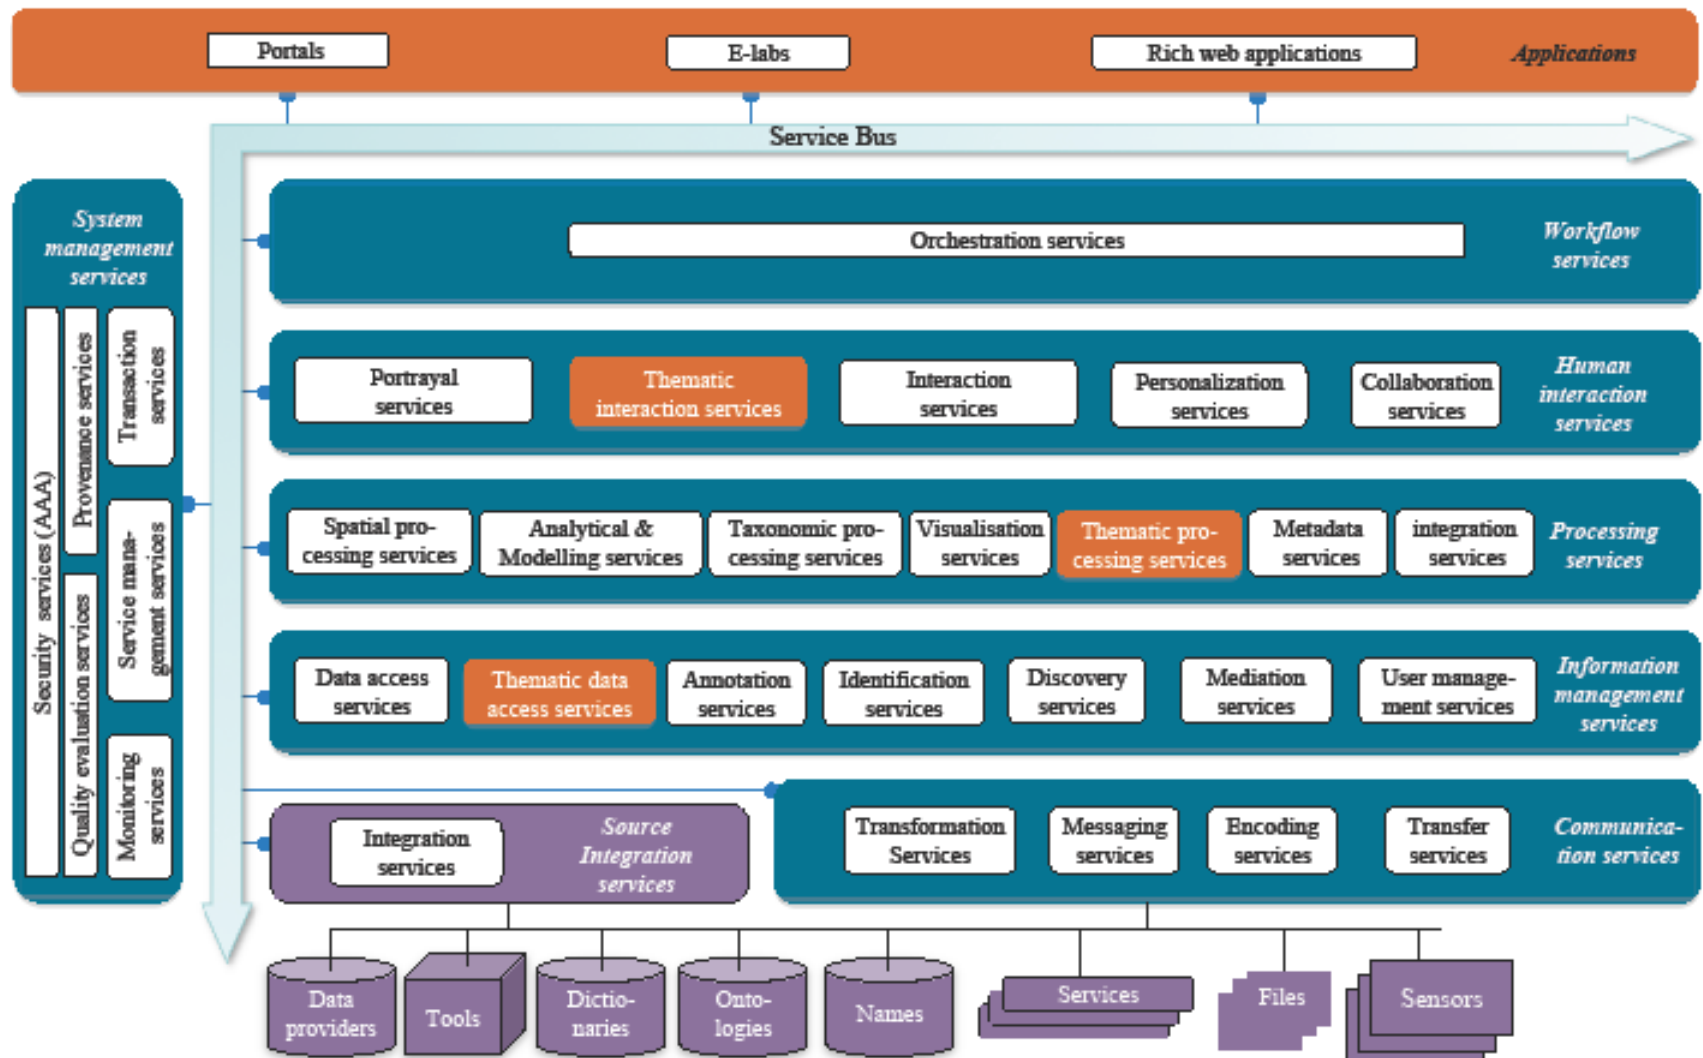 Portals
E-labs
Rich web applications
Applications
Service Bus
System
management
services
Security services (AAA)
Provenance services
Quality evaluation services
Transaction
services
Service mana-
gement services
Monitoring
services
Orchestration services
Workflow
services
Portrayal
services
Thematic
interaction services
Interaction
services
Personalization
services
Collaboration
services
Human
interaction
services
Spatial pro-
cessing services
Analytical &
Modelling services
Taxonomic pro-
cessing services
Visualisation
services
Thematic pro-
cessing services
Metadata
services
integration
services
Processing
services
Data access
services
Thematic data
access services
Annotation
services
Identification
services
Discovery
services
Mediation
services
User manage-
ment services
Information
management
services
Integration
services
Source
Integration
services
Transformation
Services
Messaging
services
Encoding
services
Transfer
services
Communica-
tion services
Data
providers
Tools
Dictio-
naries
Onto-
logies
Names
Services
Files
Sensors